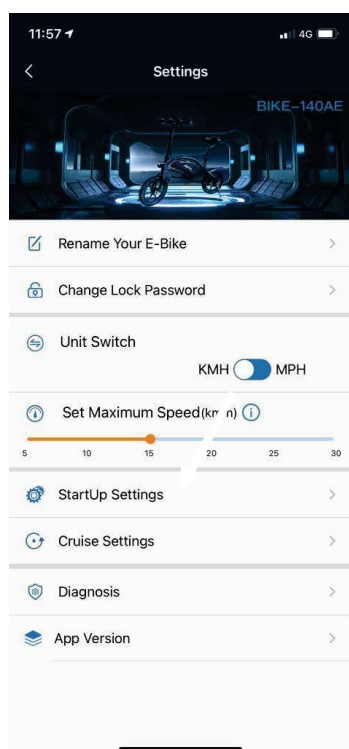 11:57
4G
Settings
BIKE-140AE
Rename Your E-Bike
Change Lock Password
Unit Switch
KMH MPH
Set Maximum Speed
5 10 15 20 25 30
StartUp Settings
Cruise Settings
Diagnosis
App Version